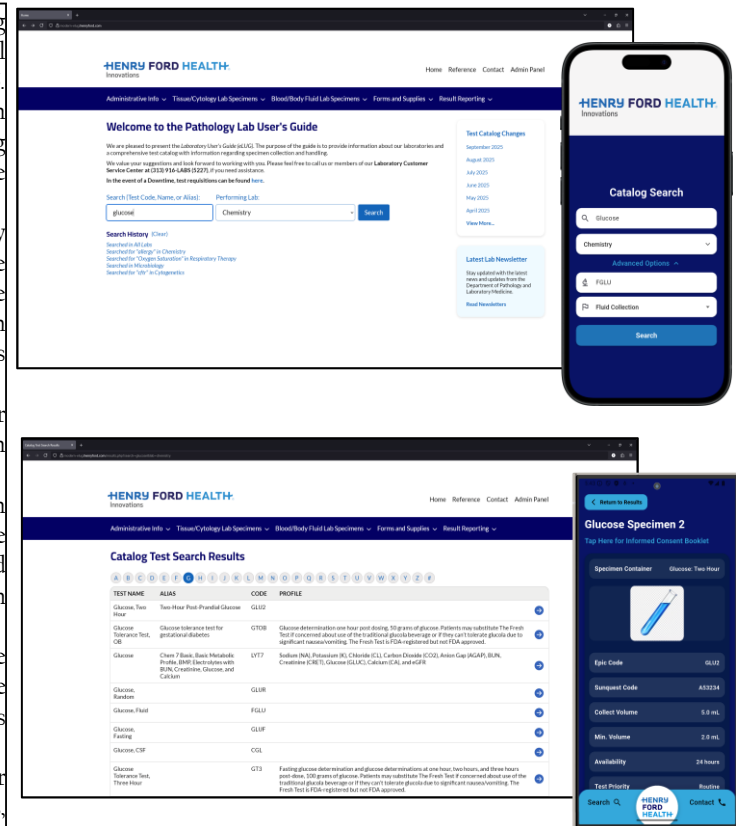 HENRY FORD HEALTH
Innovations
Home Reference Contact Admin Panel
Administrative Info Tissue/Cytology Lab Specimens Blood/Body Fluid Lab Specimens Forms and Supplies Result Reporting
Welcome to the Pathology Lab User's Guide
We are pleased to present the Laboratory User's Guide (eLUG). The purpose of the guide is to provide information about our laboratories and
a comprehensive test catalog with information regarding specimen collection and handling.
We value your suggestions and look forward to working with you. Please feel free to call us or members of our Laboratory Customer
Service Center at (313) 916-LABS (5227), if you need assistance.
In the event of a Downtime, test requisitions can be found here.
Search (Test Code, Name, or Alias): Performing Lab:
glucose Chemistry Search
Search History (Clear)
Searched in All Labs
Searched for "allergy" in Chemistry
Searched for "Oxygen Saturation" in Respiratory Therapy
Searched in Microbiology
Searched for "cftr" in Cytogenetics
Test Catalog Changes
September 2025
August 2025
July 2025
June 2025
May 2025
April 2025
View More...
Latest Lab Newsletter
Stay updated with the latest
news and updates from the
Department of Pathology and
Laboratory Medicine.
Read Newsletters
HENRY FORD HEALTH
Innovations
Catalog Search
Glucose
Chemistry
Advanced Options
FGLU
Fluid Collection
Search
Catalog Test Search Results
HENRY FORD HEALTH
Innovations
Home Reference Contact Admin Panel
Administrative Info Tissue/Cytology Lab Specimens Blood/Body Fluid Lab Specimens Forms and Supplies Result Reporting
Catalog Test Search Results
A B C D E F G H I J K L M N O P Q R S T U V W X Y Z #
TEST NAME ALIAS CODE PROFILE
Glucose, Two Two-Hour Post-Prandial Glucose GLU2
Hour
Glucose Glucose tolerance test for GTOB Glucose determination one hour post dosing, 50 grams of glucose. Patients may substitute The Fresh
Tolerance Test, gestational diabetes Test if concerned about use of the traditional glucola beverage or if they can't tolerate glucola due to
OB significant nausea/vomiting. The Fresh Test is FDA-registered but not FDA approved.
Glucose Chem 7 Basic, Basic Metabolic LYT7 Sodium (NA), Potassium (K), Chloride (CL), Carbon Dioxide (CO2), Anion Gap (AGAP), BUN,
Profile, BMP, Electrolytes with Creatinine (CRET), Glucose (GLUC), Calcium (CA), and eGFR
BUN, Creatinine, Glucose, and
Calcium
Glucose, GLUR
Random
Glucose, Fluid FGLU
Glucose, GLUF
Fasting
Glucose, CSF CGL
Glucose GT3 Fasting glucose determination and glucose determinations at one hour, two hours, and three hours
Tolerance Test, post-dose, 100 grams of glucose. Patients may substitute The Fresh Test if concerned about use of the
Three Hour traditional glucola beverage or if they can't tolerate glucola due to significant nausea/vomiting. The
Fresh Test is FDA-registered but not FDA approved.
Return to Results
Glucose Specimen 2
Tap Here for Informed Consent Booklet
Specimen Container Glucose: Two Hour
Epic Code GLU2
Sunquest Code A53234
Collect Volume 5.0 mL
Min. Volume 2.0 mL
Availability 24 hours
Test Priority Routine
Search HENRY FORD HEALTH Contact